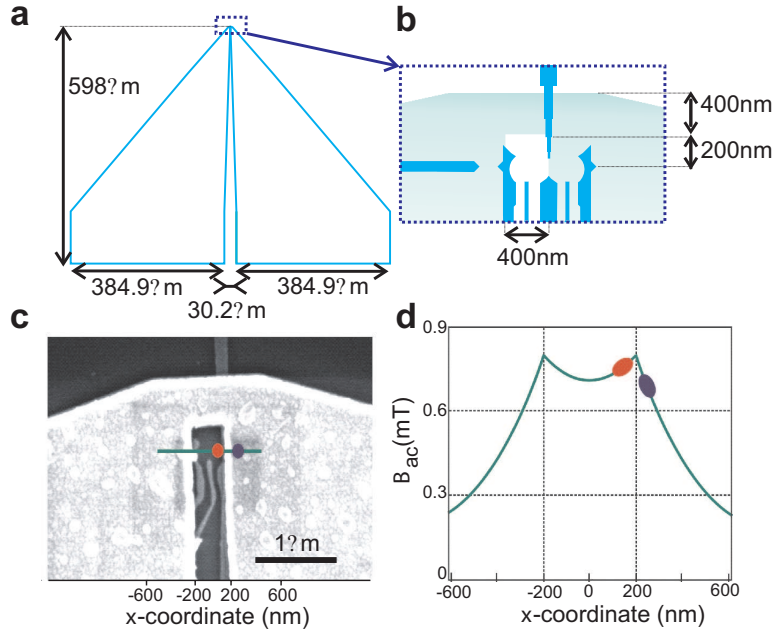 a
598?m
384.9?m
384.9?m
30.2?m
b
400nm
200nm
400nm
c
1?m
-600
-200
200
600
x-coordinate (nm)
d
0.9
0.6
0.3
0
B_ac(mT)
-600
-200
0
200
600
x-coordinate (nm)